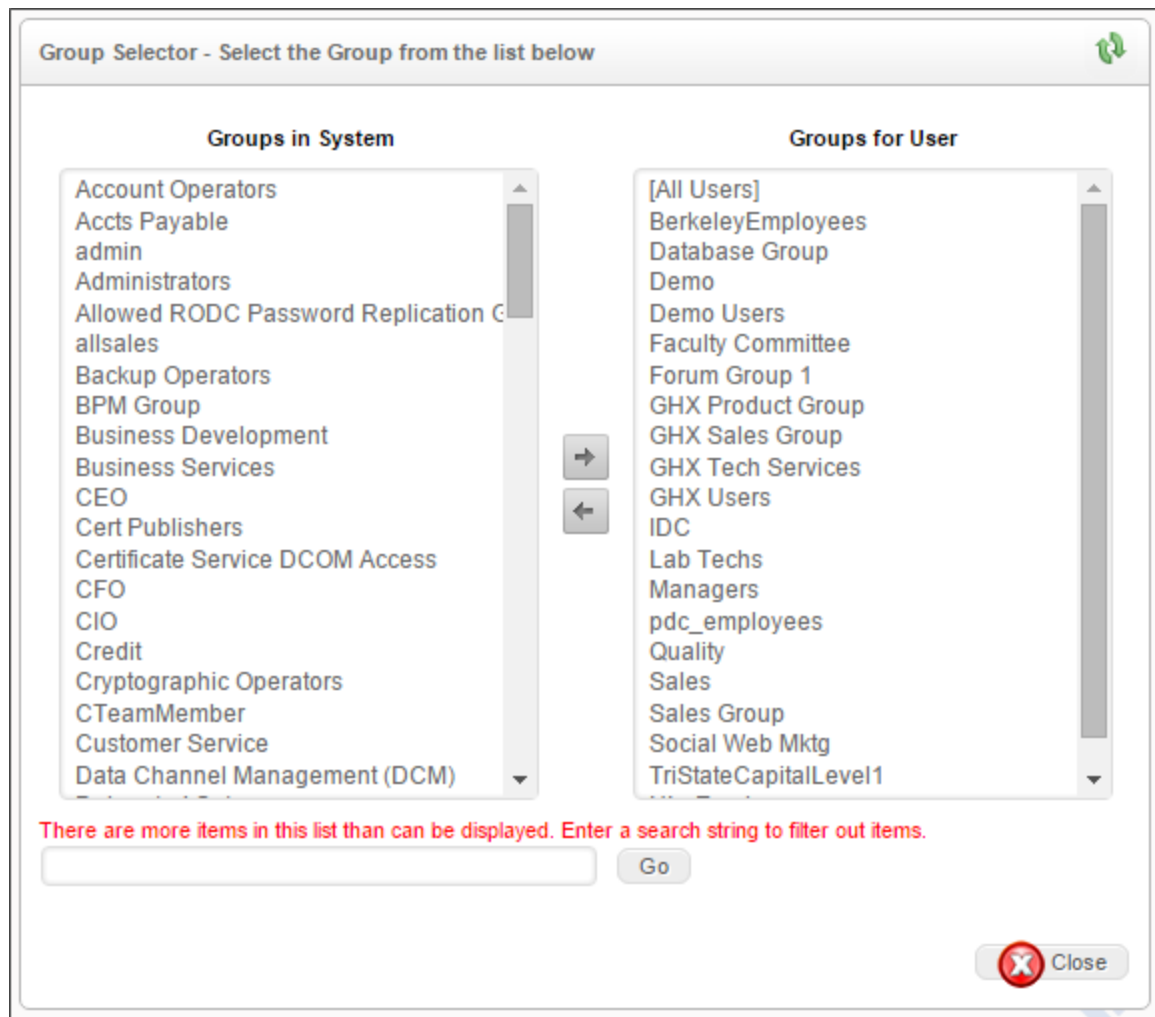 Group Selector - Select the Group from the list below
Groups in System
Account Operators
Accts Payable
admin
Administrators
Allowed RODC Password Replication G
allsales
Backup Operators
BPM Group
Business Development
Business Services
CEO
Cert Publishers
Certificate Service DCOM Access
CFO
CIO
Credit
Cryptographic Operators
CTeamMember
Customer Service
Data Channel Management (DCM)
Groups for User
[All Users]
BerkeleyEmployees
Database Group
Demo
Demo Users
Faculty Committee
Forum Group 1
GHX Product Group
GHX Sales Group
GHX Tech Services
GHX Users
IDC
Lab Techs
Managers
pdc_employees
Quality
Sales
Sales Group
Social Web Mktg
TriStateCapitalLevel1
There are more items in this list than can be displayed. Enter a search string to filter out items.
Go
Close